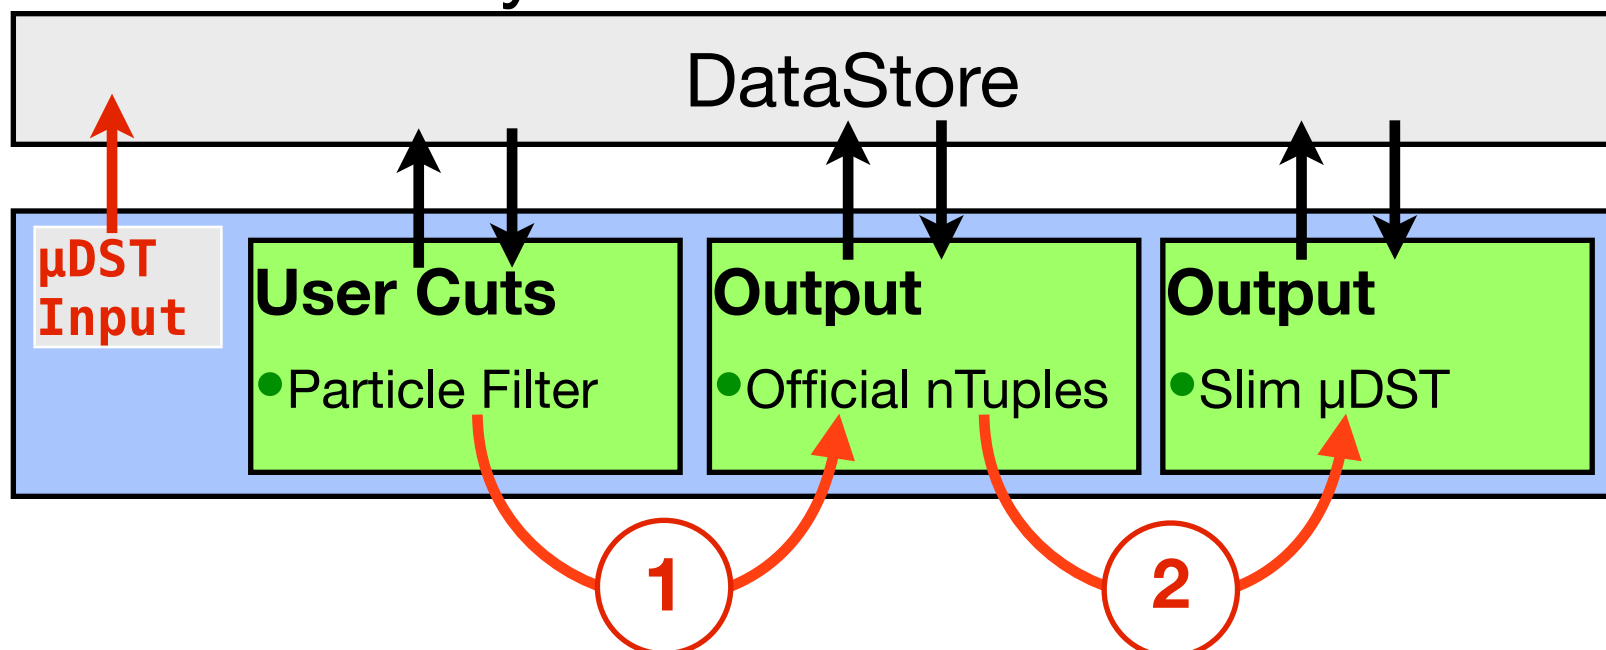 DataStore
µDST
Input
User Cuts
Particle Filter
Output
Official nTuples
Output
Slim µDST
1
2